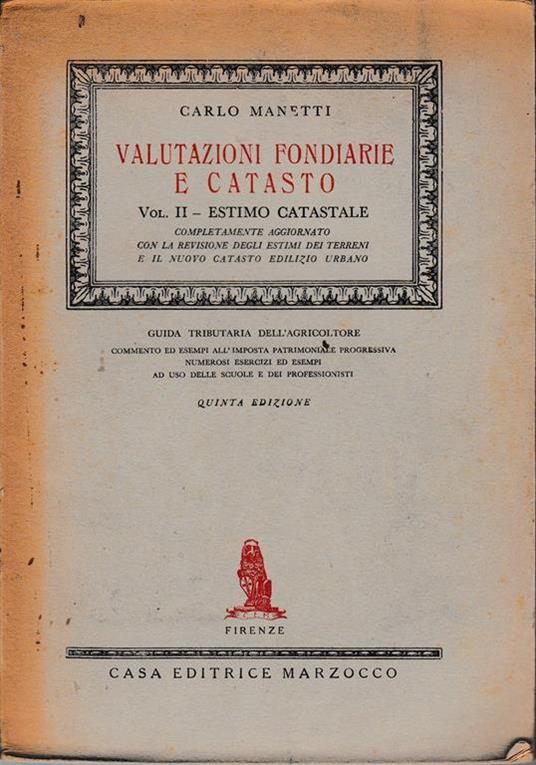 CARLO MANETTI
VALUTAZIONI FONDIARIE
E CATASTO
VOL. II – ESTIMO CATASTALE
COMPLETAMENTE AGGIORNATO
CON LA REVISIONE DEGLI ESTIMI DEI TERRENI
E IL NUOVO CATASTO EDILIZIO URBANO
GUIDA TRIBUTARIA DELL'AGRICOLTORE
COMMENTO ED ESEMPI ALL'IMPOSTA PATRIMONIALE PROGRESSIVA
NUMEROSI ESERCIZI ED ESEMPI
AD USO DELLE SCUOLE E DEI PROFESSIONISTI
QUINTA EDIZIONE
FIRENZE
CASA EDITRICE MARZOCCO